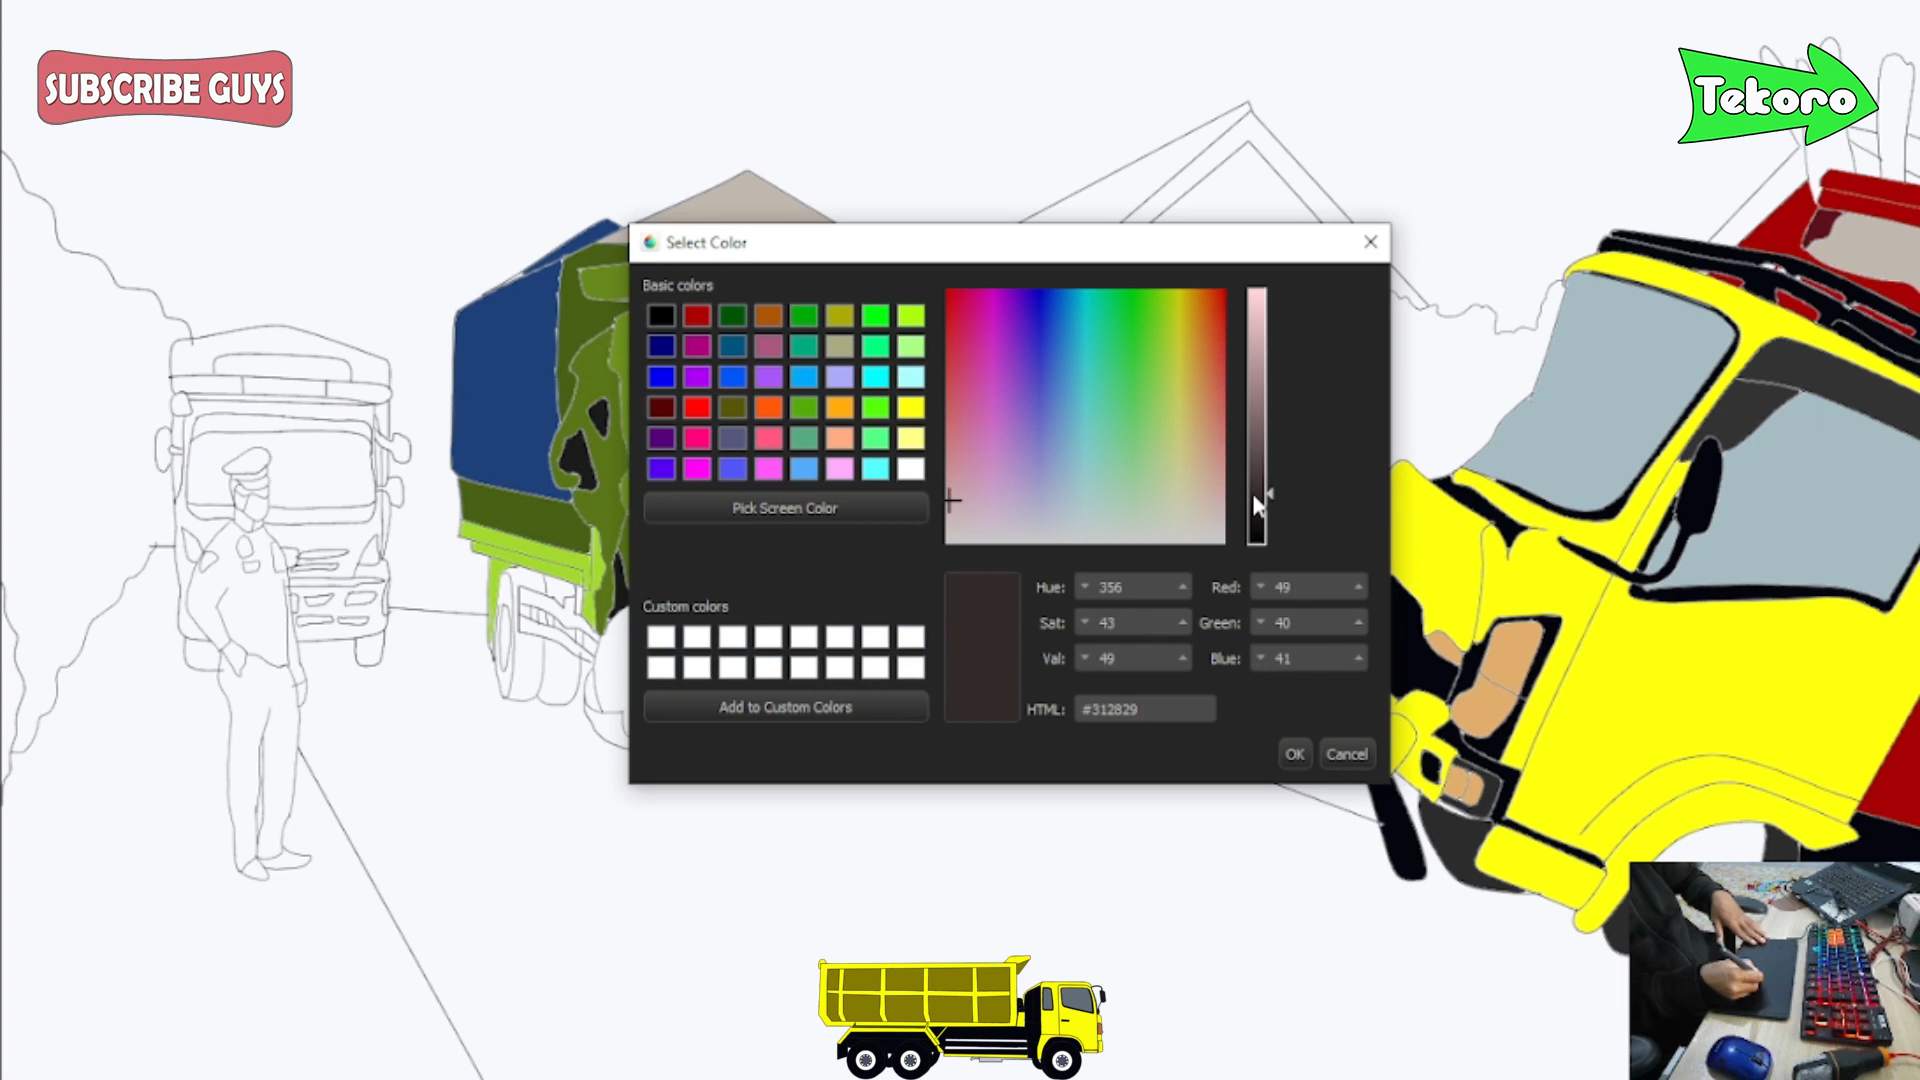 SUBSCRIBE GUYS
Tekoro
Select Color
Basic colors
Pick Screen Color
Custom colors
Add to Custom Colors
Hue: 356
Red: 49
Sat: 43
Green: 40
Val: 49
Blue: 41
HTML: #312829
OK
Cancel